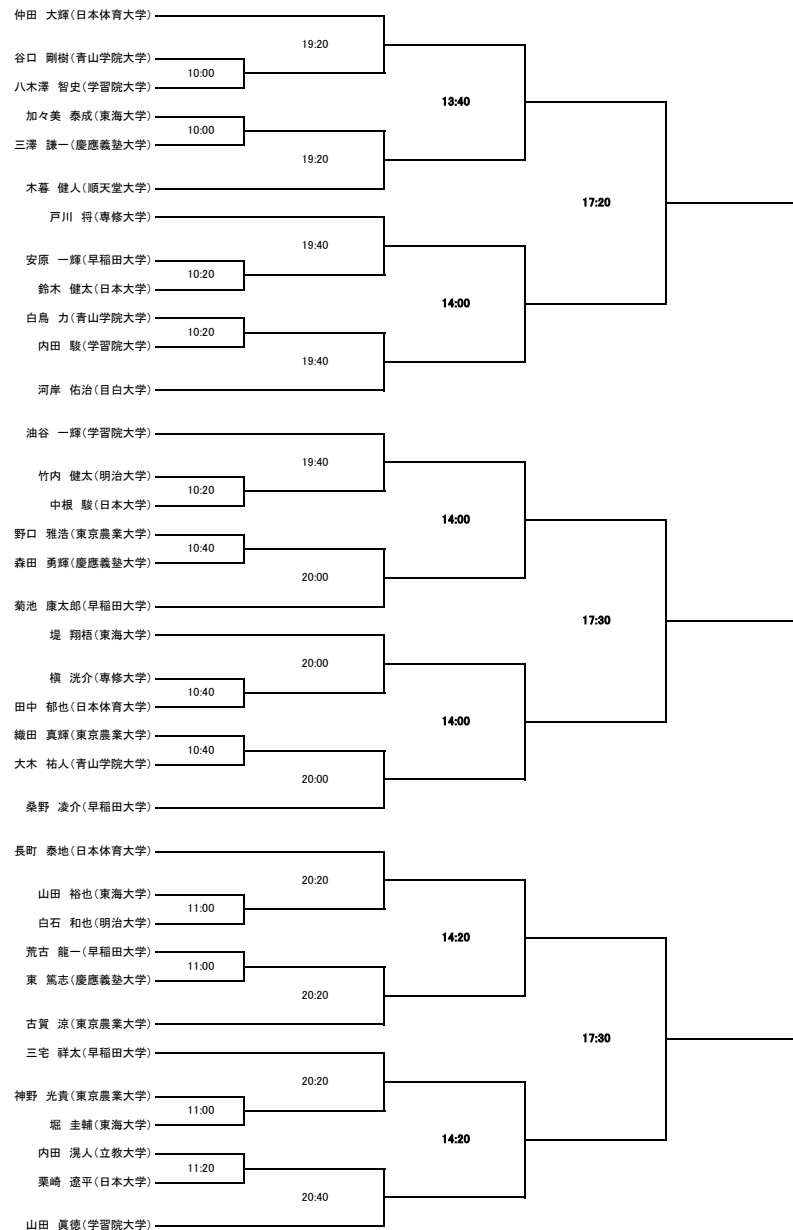 仲田　大輝(日本体育大学)
19:20
谷口　剛樹(青山学院大学)
10:00
八木澤　智史(学習院大学)
13:40
加々美　泰成(東海大学)
10:00
三澤　謙一(慶應義塾大学)
19:20
木暮　健人(順天堂大学)
17:20
戸川　将(専修大学)
19:40
安原　一輝(早稲田大学)
10:20
鈴木　健太(日本大学)
14:00
白鳥　力(青山学院大学)
10:20
内田　駿(学習院大学)
19:40
河岸　佑治(目白大学)
油谷　一輝(学習院大学)
19:40
竹内　健太(明治大学)
10:20
中根　駿(日本大学)
14:00
野口　雅浩(東京農業大学)
10:40
森田　勇輝(慶應義塾大学)
20:00
菊池　康太郎(早稲田大学)
17:30
堤　翔梧(東海大学)
20:00
槇　洸介(専修大学)
10:40
田中　郁也(日本体育大学)
14:00
織田　真輝(東京農業大学)
10:40
大木　祐人(青山学院大学)
20:00
桑野　凌介(早稲田大学)
長町　泰地(日本体育大学)
20:20
山田　裕也(東海大学)
11:00
白石　和也(明治大学)
14:20
荒古　龍一(早稲田大学)
11:00
東　篤志(慶應義塾大学)
20:20
古賀　涼(東京農業大学)
17:30
三宅　祥太(早稲田大学)
20:20
神野　光貴(東京農業大学)
11:00
堀　圭輔(東海大学)
14:20
内田　滉人(立教大学)
11:20
栗崎　遼平(日本大学)
20:40
山田　眞徳(学習院大学)